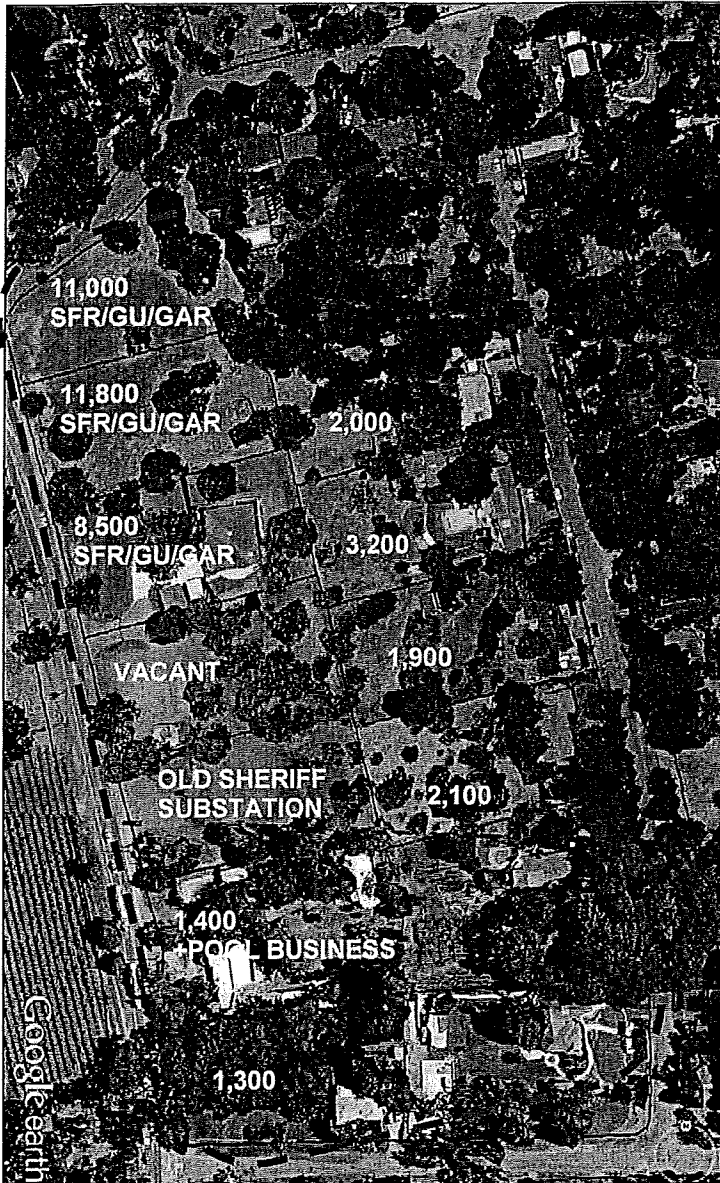 11,000
SFR/GU/GAR
11,800
SFR/GU/GAR
2,000
8,500
SFR/GU/GAR
3,200
VACANT
1,900
OLD SHERIFF
SUBSTATION
2,100
1,400
+POOL BUSINESS
1,300
Google earth